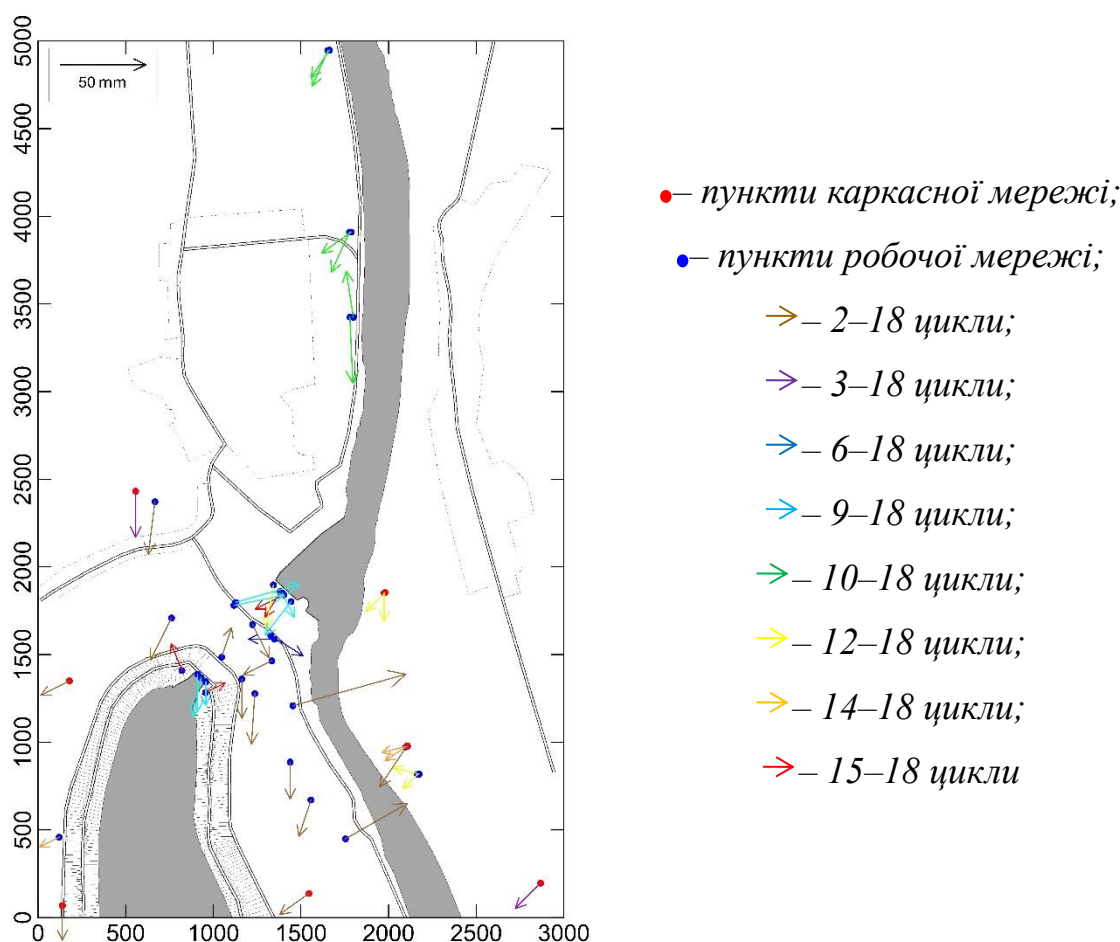 5000
4500
4000
3500
3000
2500
2000
1500
1000
500
0
50 mm
0 500 1000 1500 2000 2500 3000
– пункти каркасної мережі;
– пункти робочої мережі;
– 2–18 цикли;
– 3–18 цикли;
– 6–18 цикли;
– 9–18 цикли;
– 10–18 цикли;
– 12–18 цикли;
– 14–18 цикли;
– 15–18 цикли